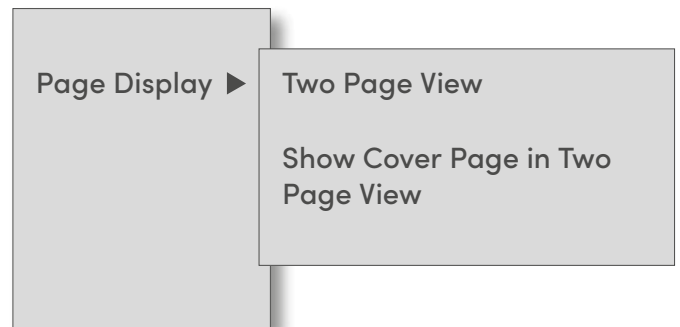 Page Display ▶
Two Page View
Show Cover Page in Two
Page View